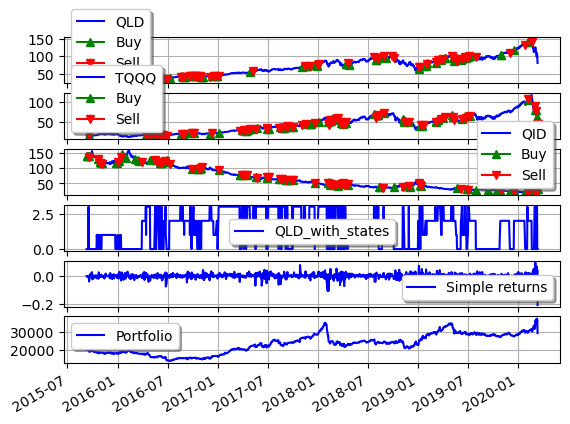 QLD
Buy
Sell
150
100
50
TQQQ
Buy
Sell
100
50
QID
Buy
Sell
150
100
50
2.5
0.0
QLD_with_states
0.0
−0.2
Simple returns
30000
20000
Portfolio
2015-07
2016-01
2016-07
2017-01
2017-07
2018-01
2018-07
2019-01
2019-07
2020-01